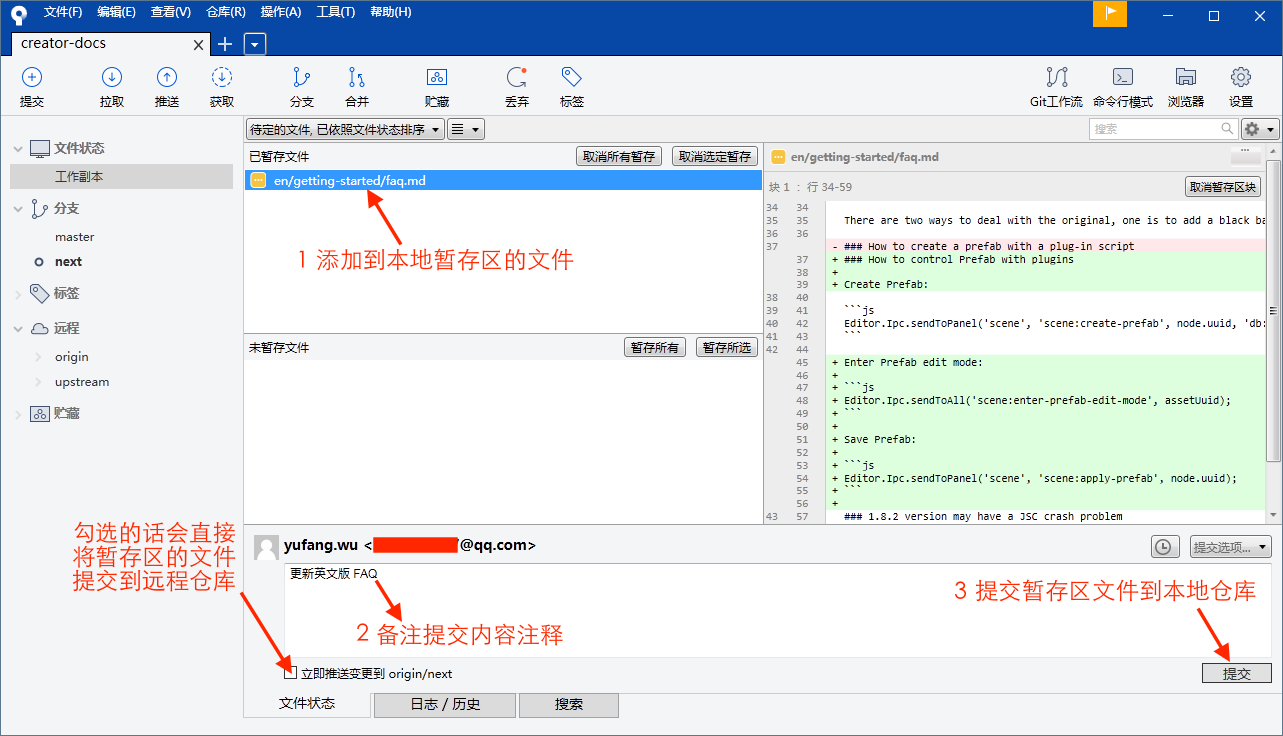 文件(F) 编辑(E) 查看(V) 仓库(R) 操作(A) 工具(T) 帮助(H)
creator-docs
提交 拉取 推送 获取 分支 合并 贮藏 丢弃 标签 Git工作流 命令行模式 浏览器 设置
文件状态
工作副本
分支
master
next
标签
远程
origin
upstream
贮藏
待定的文件, 已依照文件状态排序
搜索
已暂存文件 取消所有暂存 取消选定暂存
en/getting-started/faq.md
1 添加到本地暂存区的文件
未暂存文件 暂存所有 暂存所选
en/getting-started/faq.md
块 1 : 行 34-59 取消暂存区块
34 34
35 35 There are two ways to deal with the original, one is to add a black ba
36 36
37 - ### How to create a prefab with a plug-in script
37 + ### How to control Prefab with plugins
38 +
39 + Create Prefab:
38 40
39 41 ```js
40 42 Editor.Ipc.sendToPanel('scene', 'scene:create-prefab', node.uuid, 'db:
41 43 ```
42 44
45 + Enter Prefab edit mode:
46 +
47 + ```js
48 + Editor.Ipc.sendToAll('scene:enter-prefab-edit-mode', assetUuid);
49 + ```
50 +
51 + Save Prefab:
52 +
53 + ```js
54 + Editor.Ipc.sendToPanel('scene', 'scene:apply-prefab', node.uuid);
55 + ```
56 +
43 57 ### 1.8.2 version may have a JSC crash problem
勾选的话会直接
将暂存区的文件
提交到远程仓库
yufang.wu < @qq.com>
提交选项...
更新英文版 FAQ
2 备注提交内容注释
3 提交暂存区文件到本地仓库
立即推送变更到 origin/next
提交
文件状态 日志 / 历史 搜索